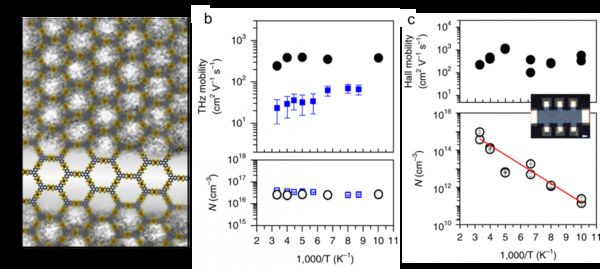 b
THz mobility
(cm² V⁻¹ s⁻¹)
10³
10²
10¹
N (cm⁻³)
10¹⁸
10¹⁷
10¹⁶
10¹⁵
2 3 4 5 6 7 8 9 10 11
1,000/T (K⁻¹)
c
Hall mobility
(cm² V⁻¹ s⁻¹)
10⁴
10³
10²
10¹
N (cm⁻³)
10¹⁶
10¹⁴
10¹²
10¹⁰
2 3 4 5 6 7 8 9 10 11
1,000/T (K⁻¹)